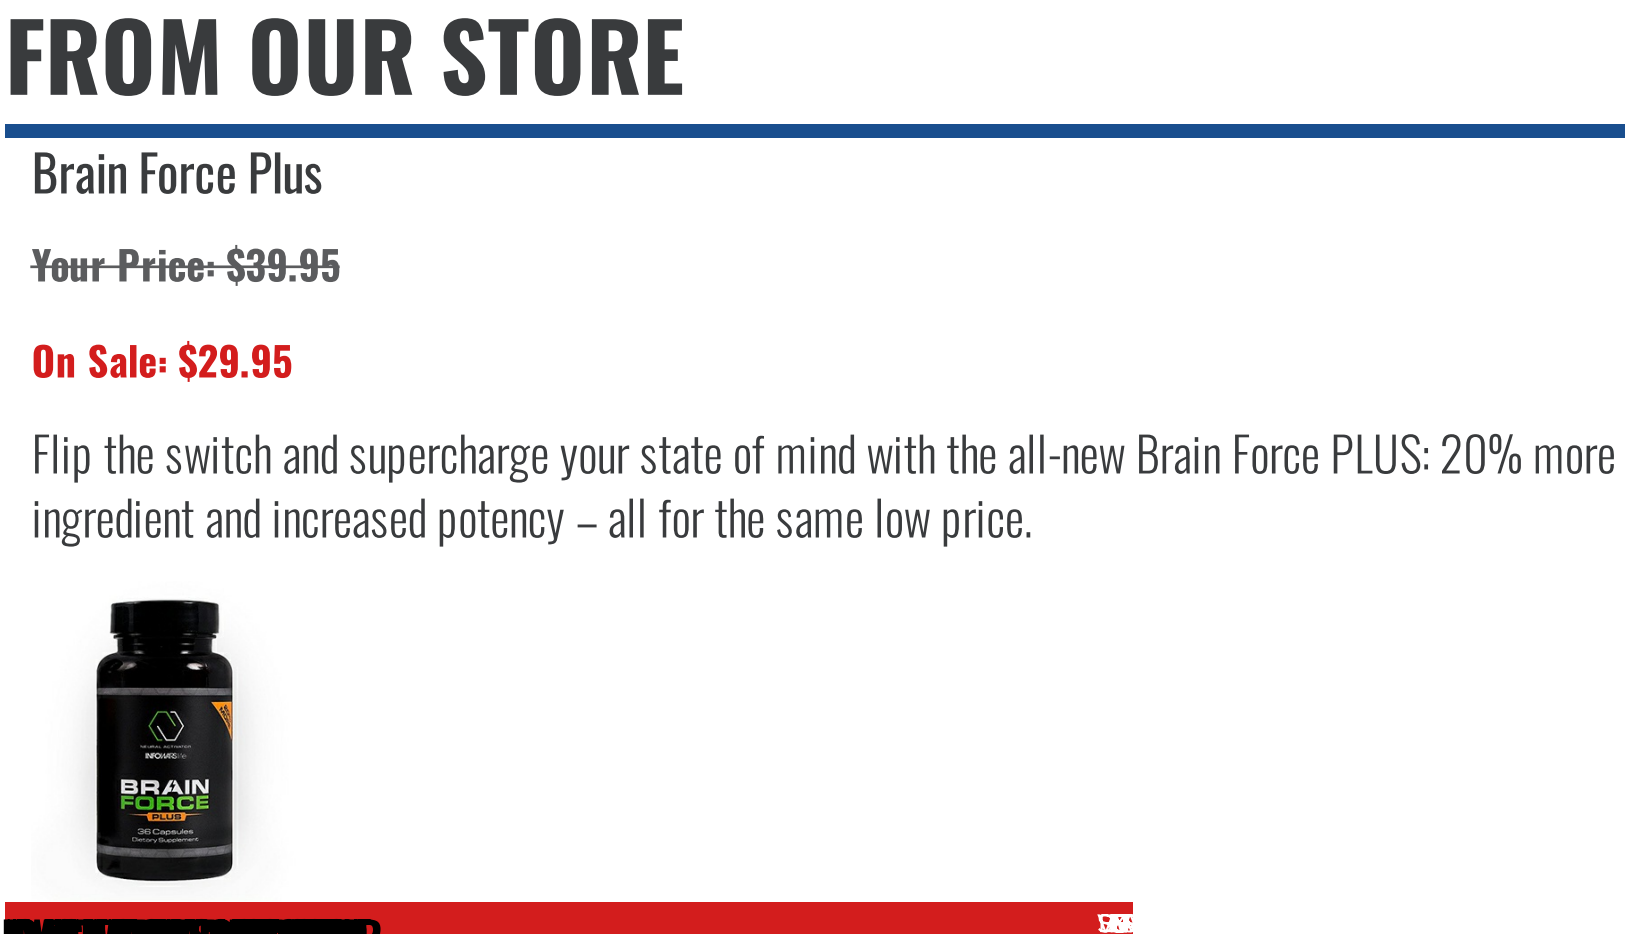 FROM OUR STORE
Brain Force Plus
Your Price: $39.95
On Sale: $29.95
Flip the switch and supercharge your state of mind with the all-new Brain Force PLUS: 20% more
ingredient and increased potency – all for the same low price.
NEURAL ACTIVATOR
INFOWARS life
BRAIN
FORCE
PLUS
36 Capsules
Dietary Supplement